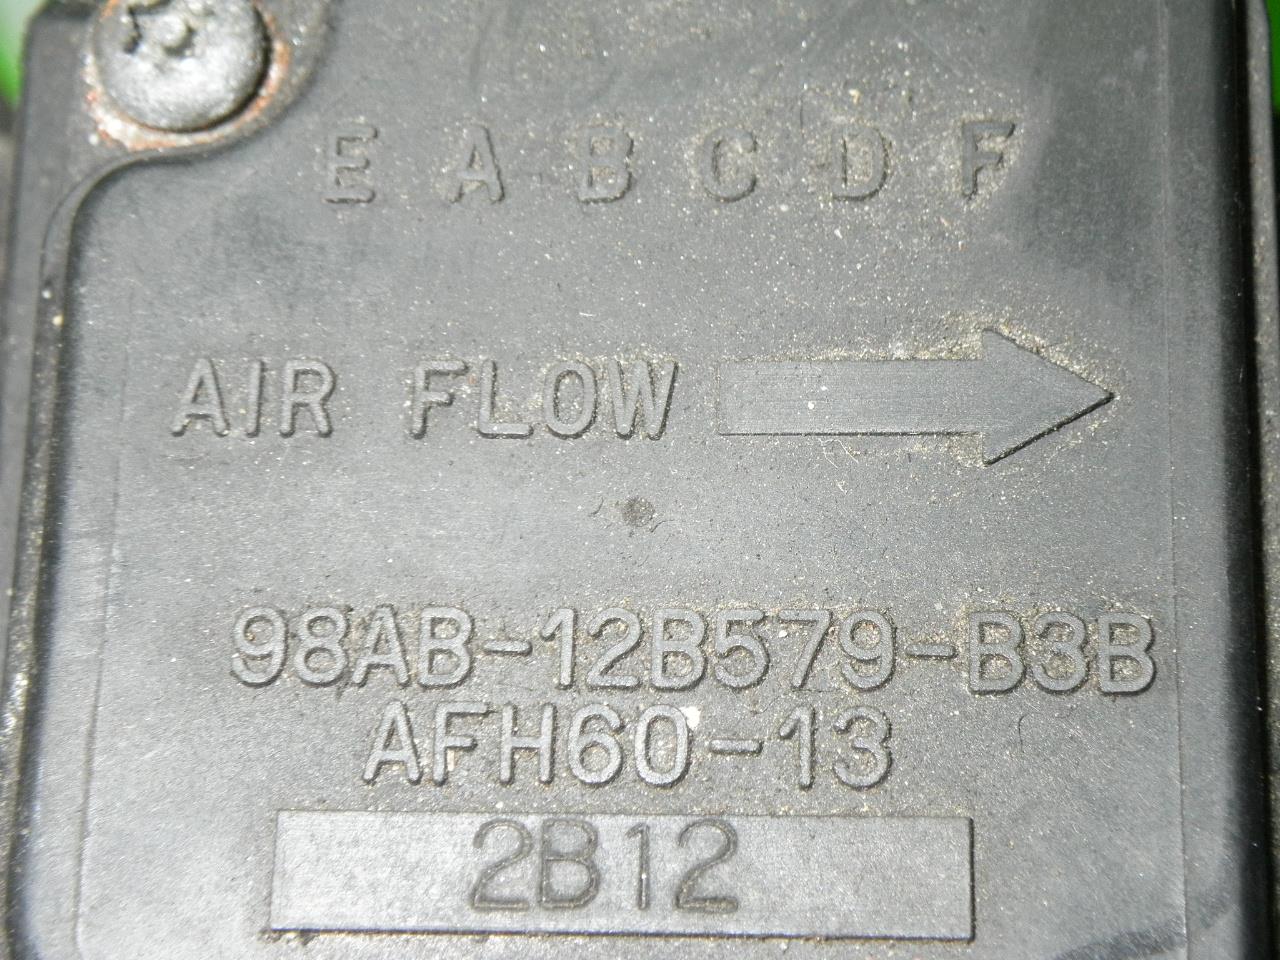 E A B C D F
AIR FLOW
98AB-12B579-B3B
AFH60-13
2B12